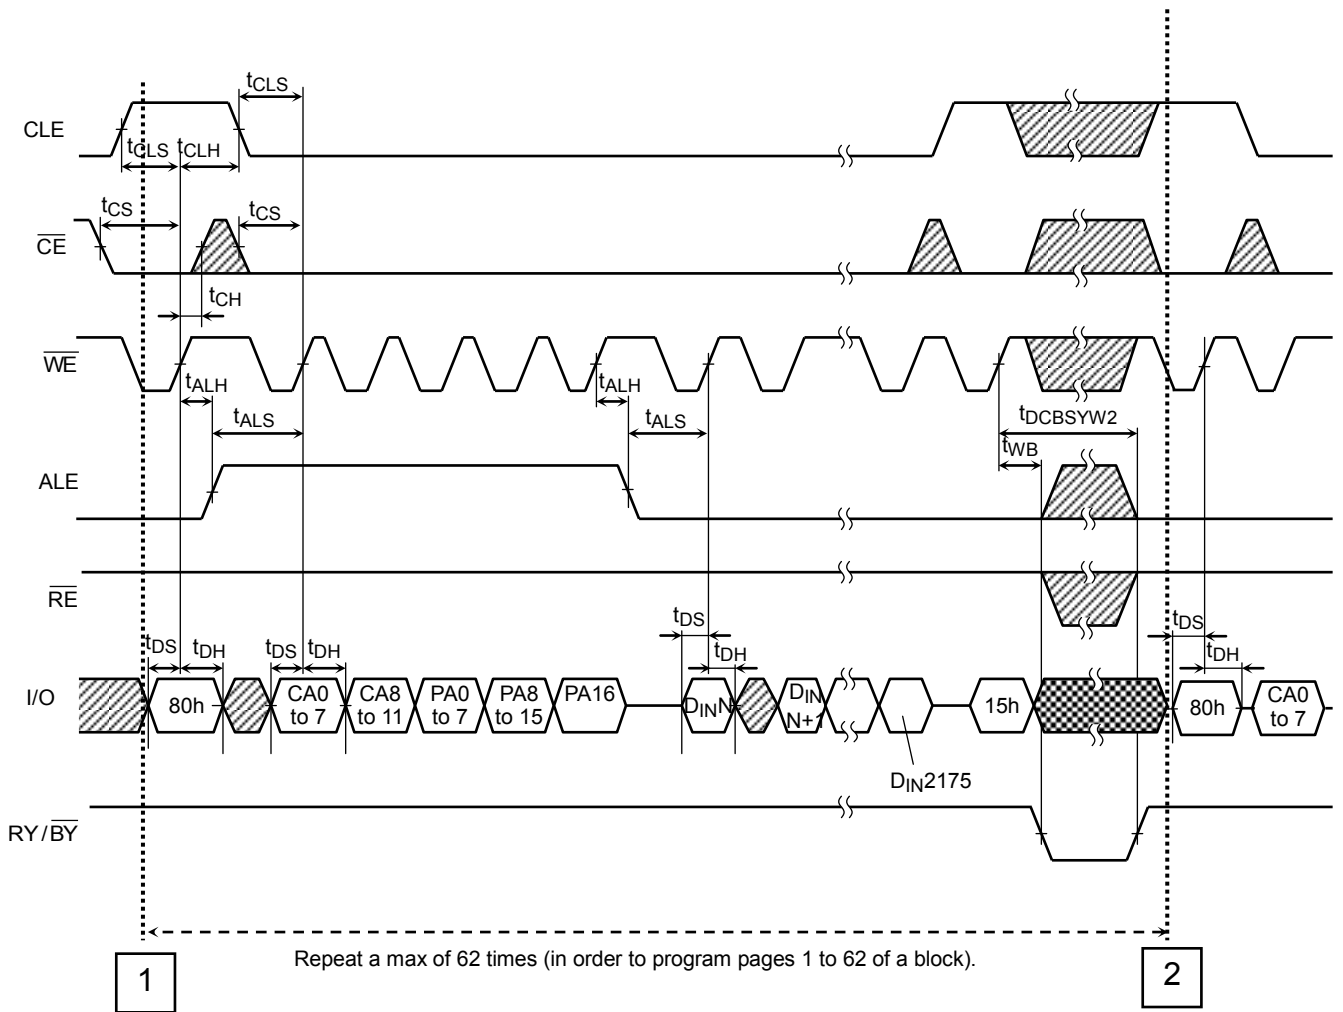 tCLS
CLE
tCLS tCLH
tCS tCS
CE
tCH
WE
tALH tALH
tALS tALS
tDCBSYW2
tWB
ALE
RE
tDS tDH tDS tDH tDS tDH tDS tDH
I/O
80h
CA0 to 7
CA8 to 11
PA0 to 7
PA8 to 15
PA16
DINN
DIN N+1
15h
80h
CA0 to 7
DIN2175
RY/BY
Repeat a max of 62 times (in order to program pages 1 to 62 of a block).
1
2